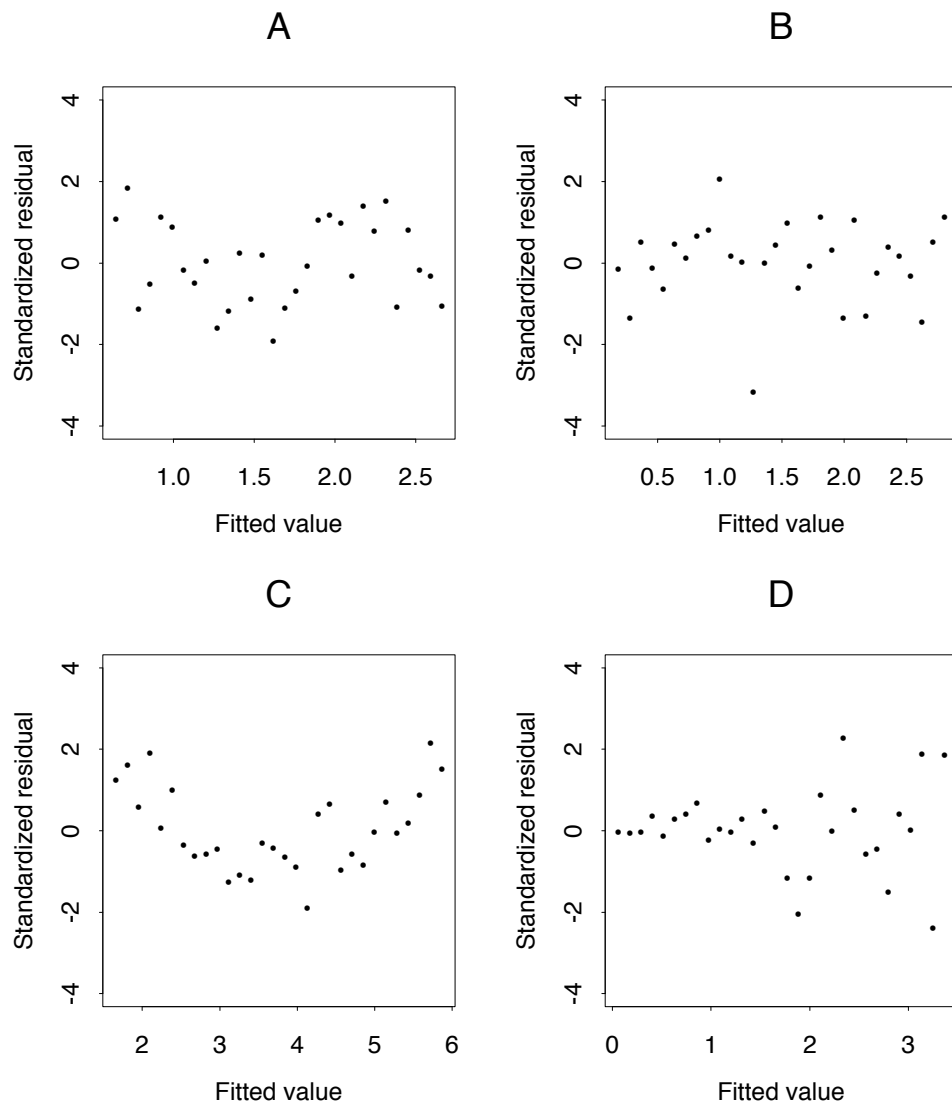 A
B
Standardized residual
4
2
0
-2
-4
1.0 1.5 2.0 2.5
Fitted value
Standardized residual
4
2
0
-2
-4
0.5 1.0 1.5 2.0 2.5
Fitted value
C
D
Standardized residual
4
2
0
-2
-4
2 3 4 5 6
Fitted value
Standardized residual
4
2
0
-2
-4
0 1 2 3
Fitted value